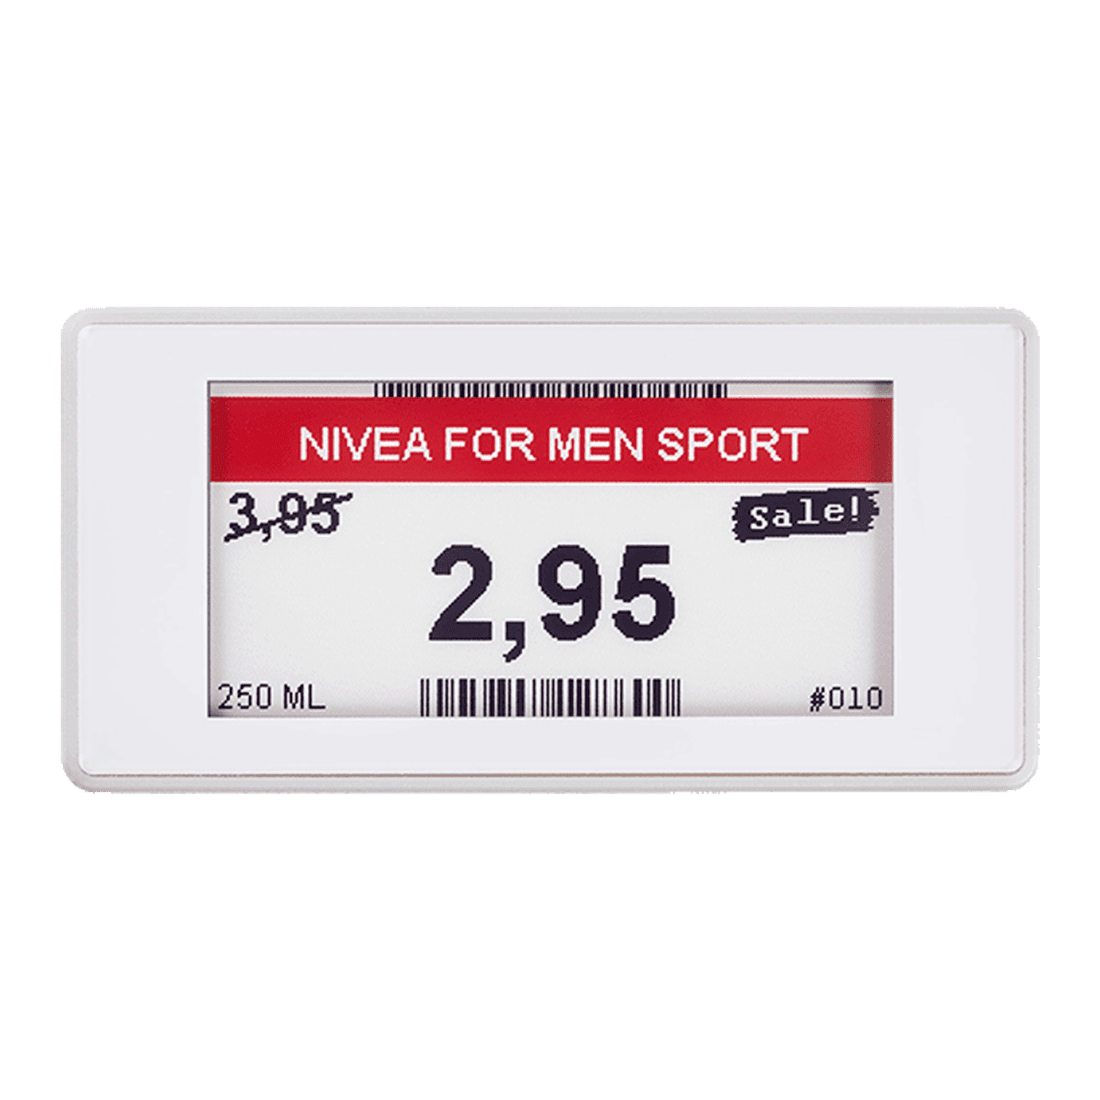 NIVEA FOR MEN SPORT
3,95
Sale!
2,95
250 ML
#010